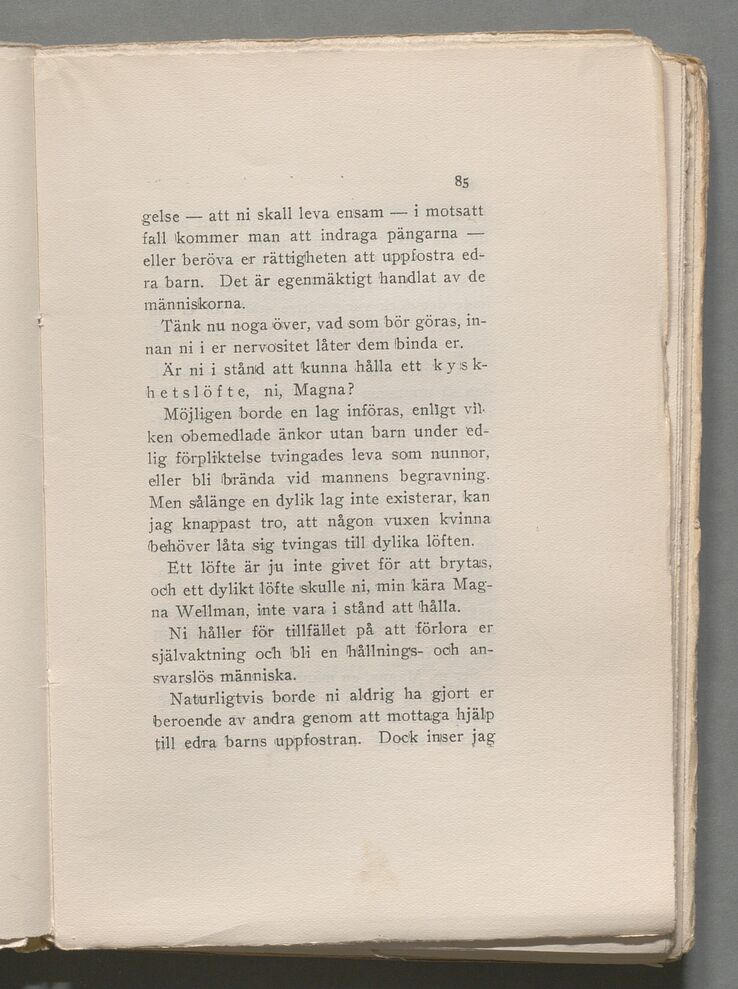 85
gelse — att ni skall leva ensam — i motsatt
fall kommer man att indraga pängarna —
eller beröva er rättigheten att uppfostra ed-
ra barn. Det är egenmäktigt handlat av de
människorna.
Tänk nu noga över, vad som bör göras, in-
nan ni i er nervositet låter dem binda er.
Är ni i stånd att kunna hålla ett k y s k-
h e t s l ö f t e, ni, Magna?
Möjligen borde en lag införas, enligt vil-
ken obemedlade änkor utan barn under ed-
lig förpliktelse tvingades leva som nunnor,
eller bli brända vid mannens begravning.
Men sålänge en dylik lag inte existerar, kan
jag knappast tro, att någon vuxen kvinna
behöver låta sig tvingas till dylika löften.
Ett löfte är ju inte givet för att brytas,
och ett dylikt löfte skulle ni, min kära Mag-
na Wellman, inte vara i stånd att hålla.
Ni håller för tillfället på att förlora er
självaktning och bli en hållnings- och an-
svarslös människa.
Naturligtvis borde ni aldrig ha gjort er
beroende av andra genom att mottaga hjälp
till edra barns uppfostran. Dock inser jag